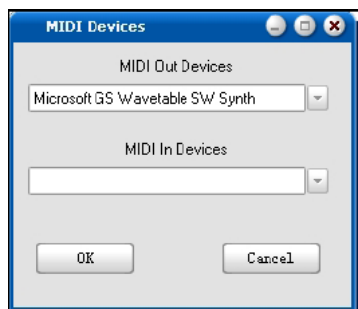 MIDI Devices
MIDI Out Devices
Microsoft GS Wavetable SW Synth
MIDI In Devices
OK Cancel